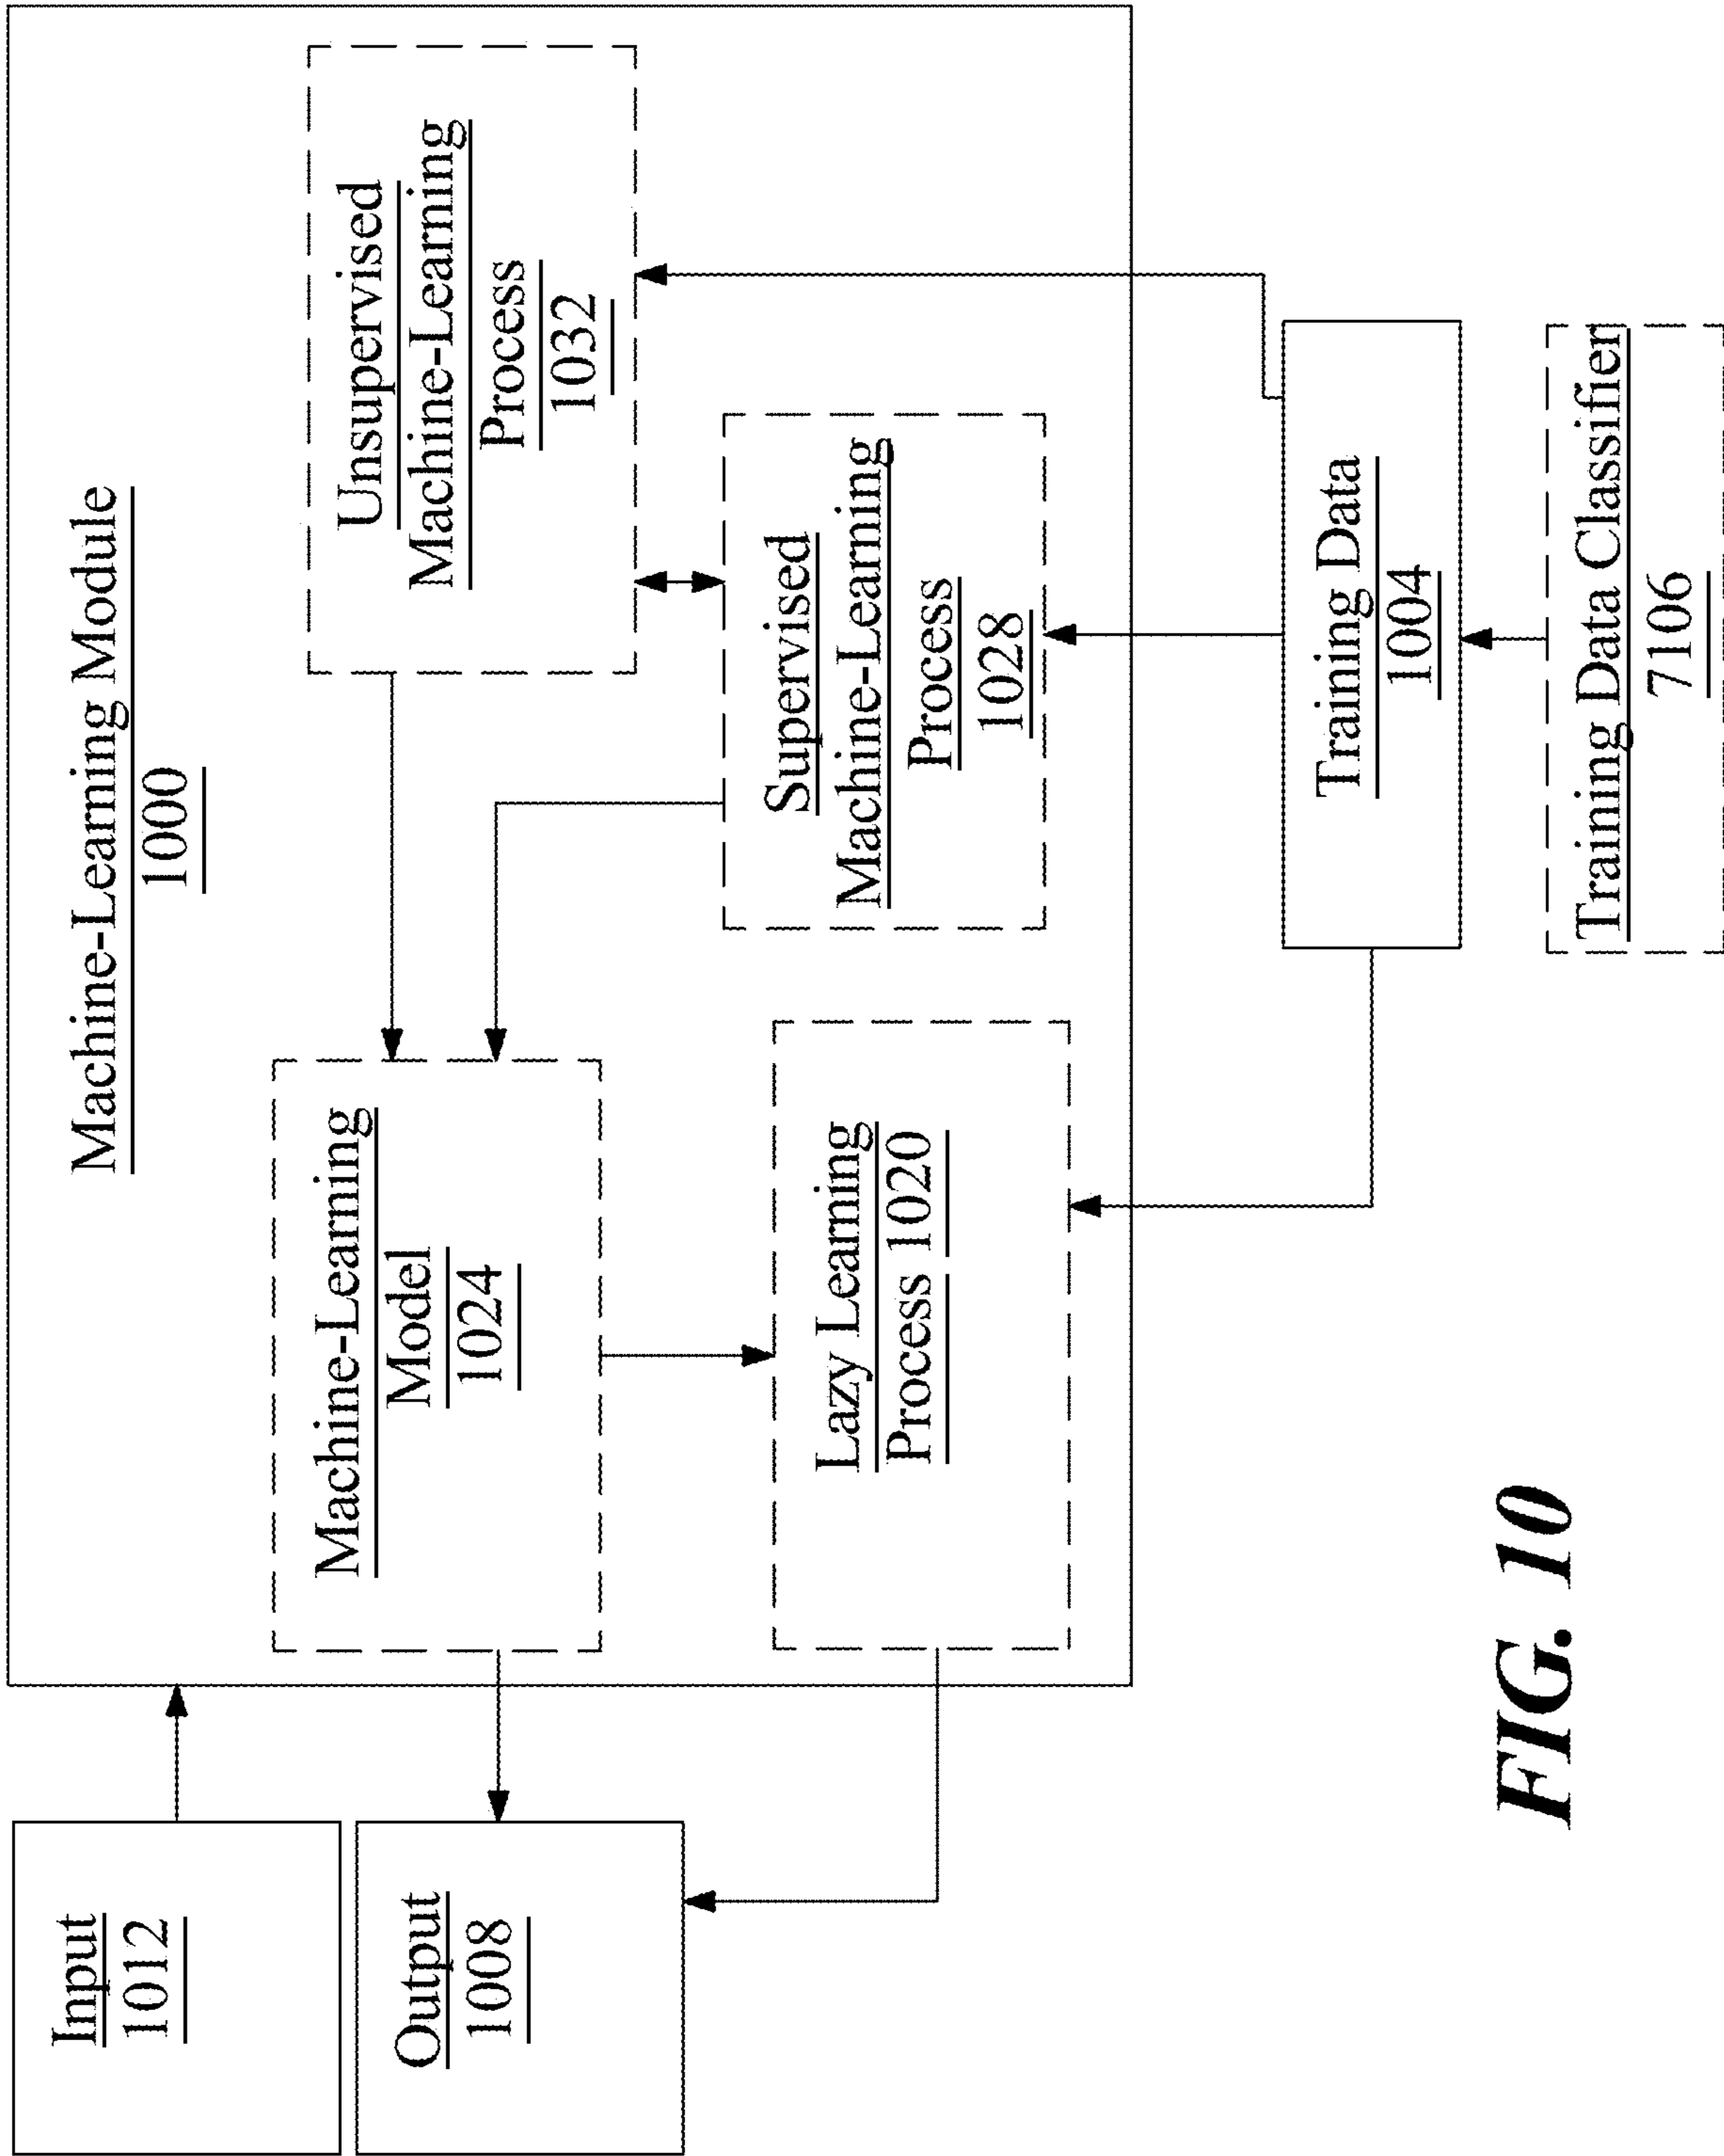 Machine-Learning Module
1000
Input
1012
Output
1008
Machine-Learning
Model
1024
Unsupervised
Machine-Learning
Process
1032
Lazy Learning
Process 1020
Supervised
Machine-Learning
Process
1028
Training Data
1004
Training Data Classifier
7106
FIG. 10